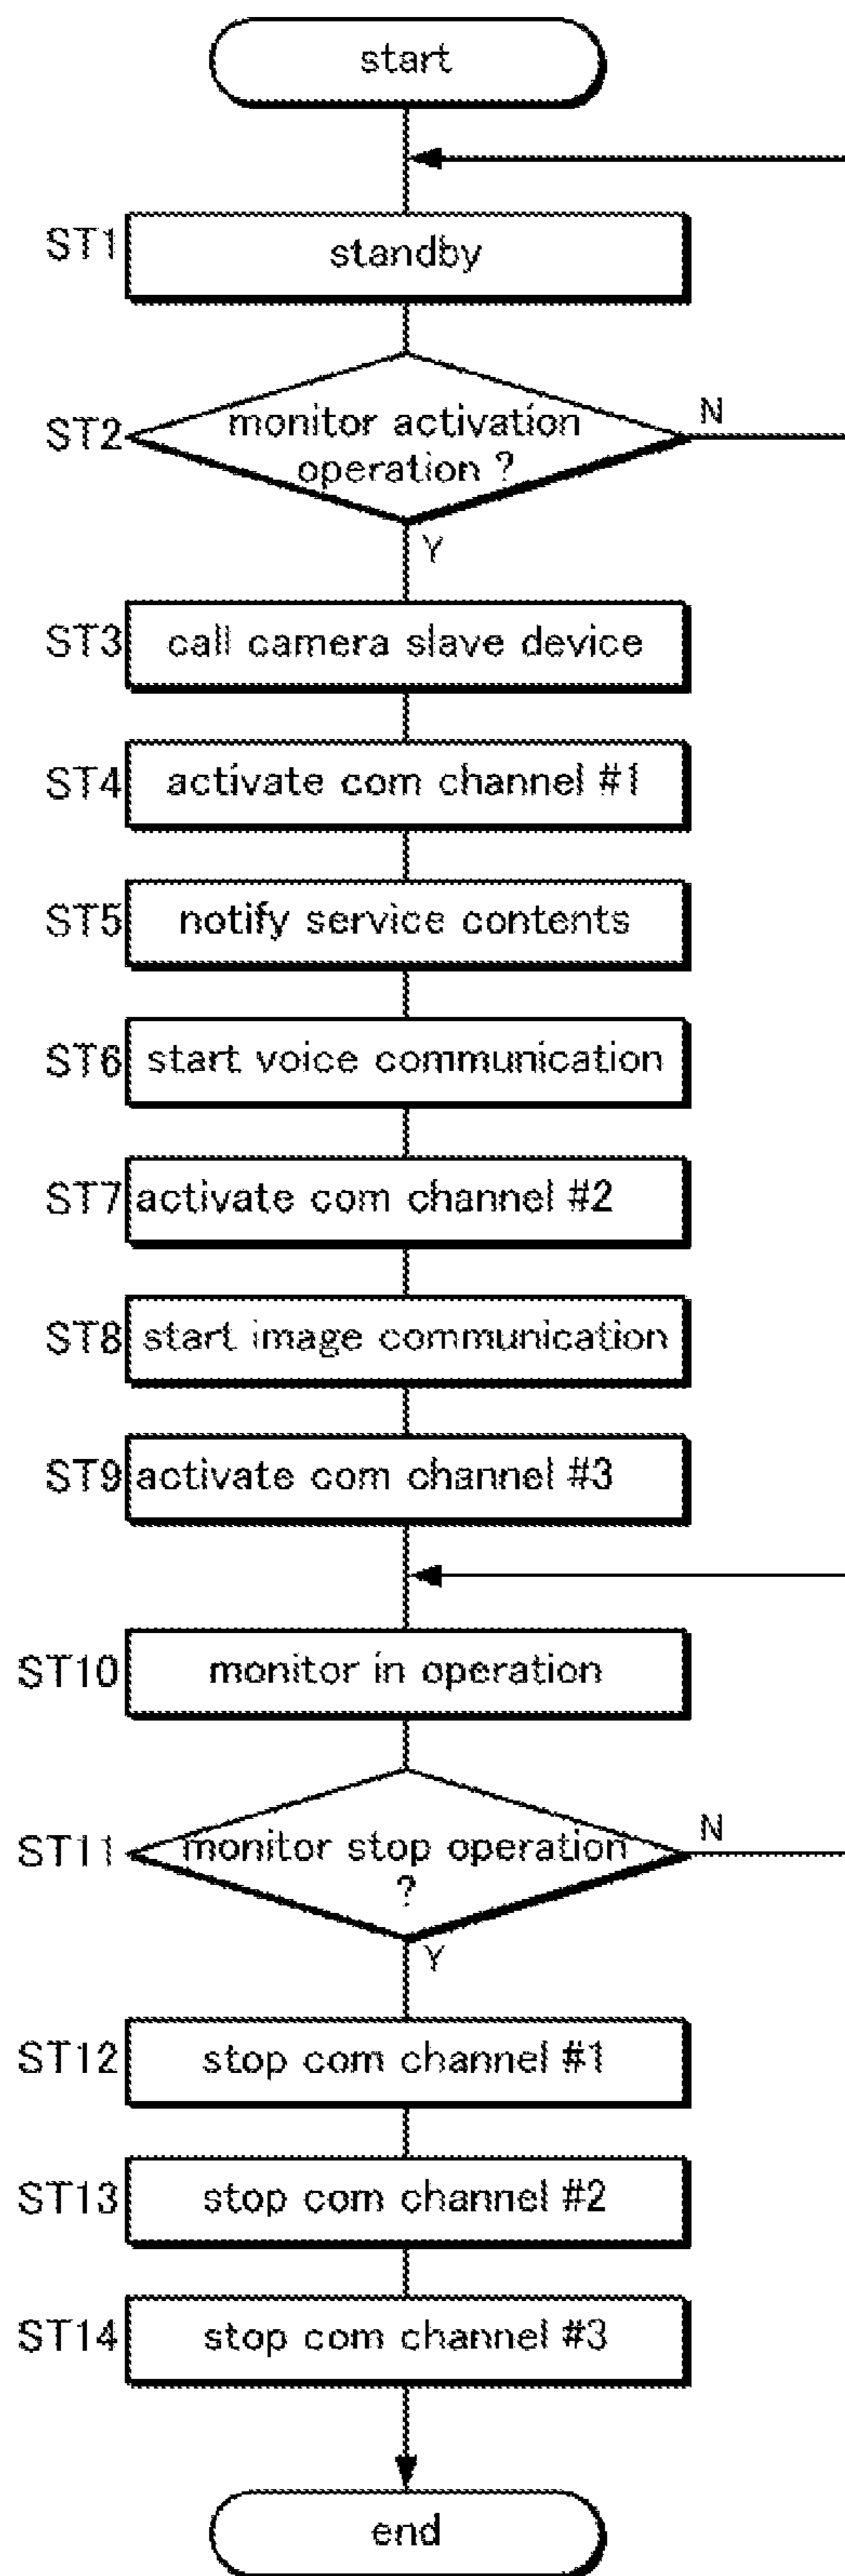 start
ST1 standby
ST2 monitor activation
operation ?
N
Y
ST3 call camera slave device
ST4 activate com channel #1
ST5 notify service contents
ST6 start voice communication
ST7 activate com channel #2
ST8 start image communication
ST9 activate com channel #3
ST10 monitor in operation
ST11 monitor stop operation
?
N
Y
ST12 stop com channel #1
ST13 stop com channel #2
ST14 stop com channel #3
end